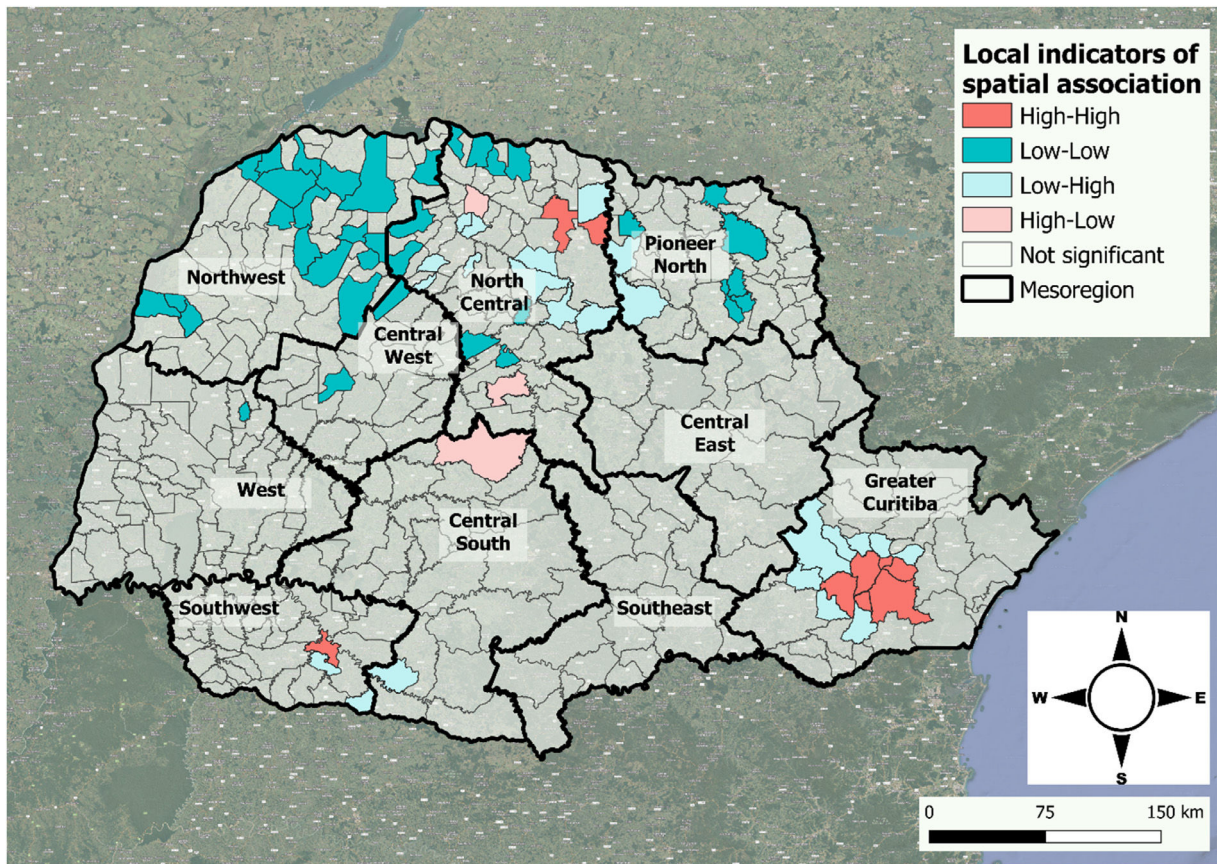 Local indicators of
spatial association
High-High
Low-Low
Low-High
High-Low
Not significant
Mesoregion
Northwest
North
Central
Pioneer
North
Central
West
Central
East
West
Central
South
Greater
Curitiba
Southwest
Southeast
N
W
E
S
0
75
150 km